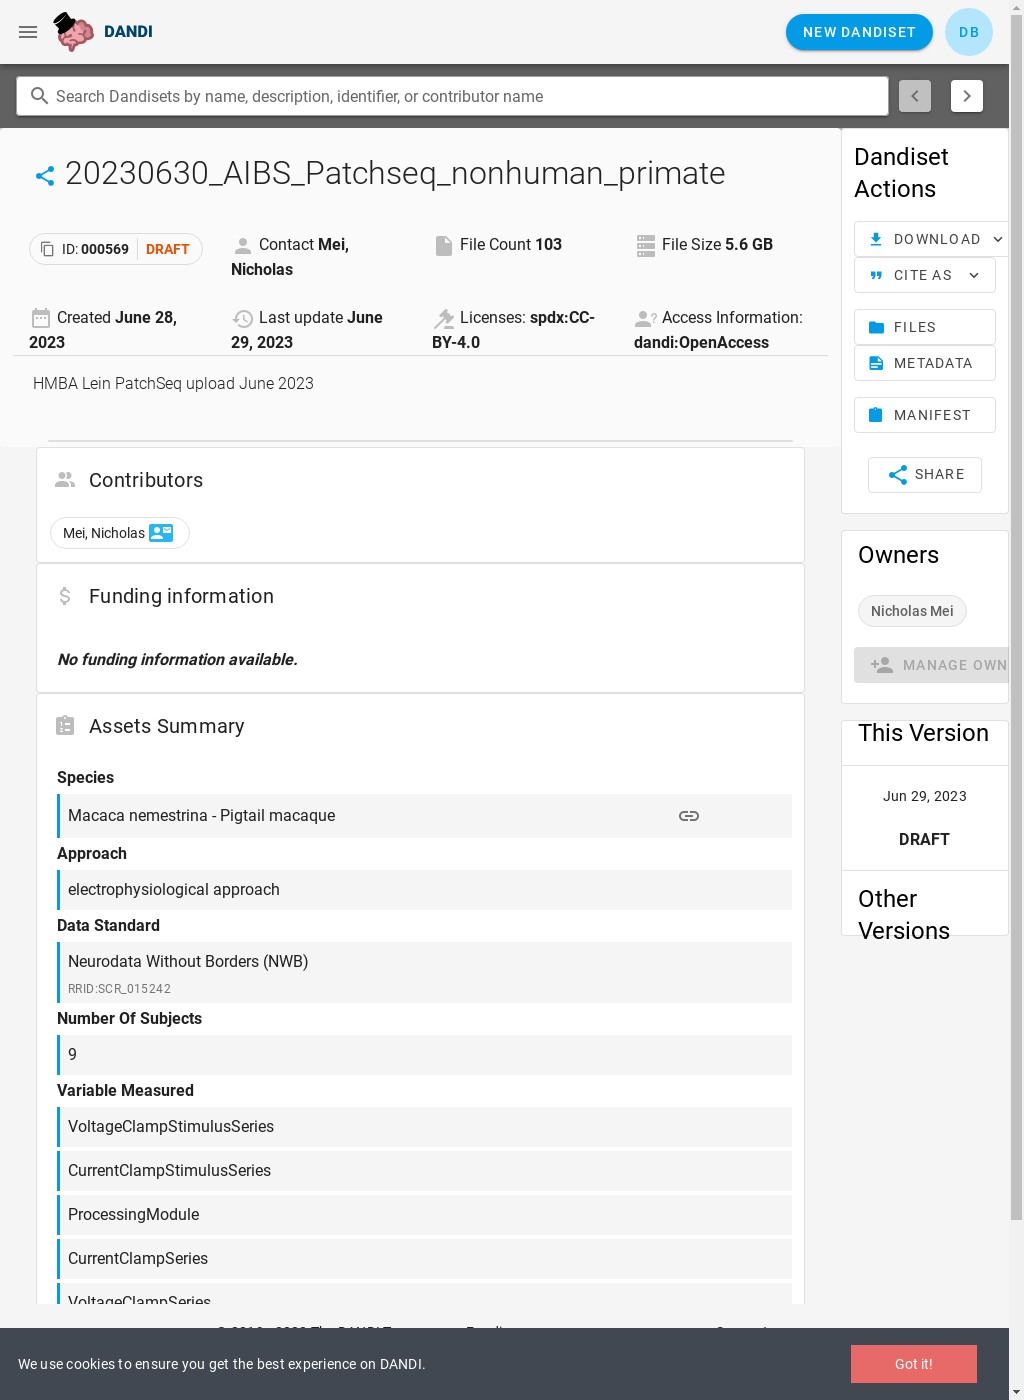 DANDI
NEW DANDISET
DB
Search Dandisets by name, description, identifier, or contributor name
20230630_AIBS_Patchseq_nonhuman_primate
ID: 000569 DRAFT
Contact Mei,
Nicholas
File Count 103
File Size 5.6 GB
Created June 28,
2023
Last update June
29, 2023
Licenses: spdx:CC-
BY-4.0
Access Information:
dandi:OpenAccess
HMBA Lein PatchSeq upload June 2023
Contributors
Mei, Nicholas
Funding information
No funding information available.
Assets Summary
Species
Macaca nemestrina - Pigtail macaque
Approach
electrophysiological approach
Data Standard
Neurodata Without Borders (NWB)
RRID:SCR_015242
Number Of Subjects
9
Variable Measured
VoltageClampStimulusSeries
CurrentClampStimulusSeries
ProcessingModule
CurrentClampSeries
VoltageClampSeries
Dandiset
Actions
DOWNLOAD
CITE AS
FILES
METADATA
MANIFEST
SHARE
Owners
Nicholas Mei
MANAGE OWN
This Version
Jun 29, 2023
DRAFT
Other
Versions
We use cookies to ensure you get the best experience on DANDI.
Got it!